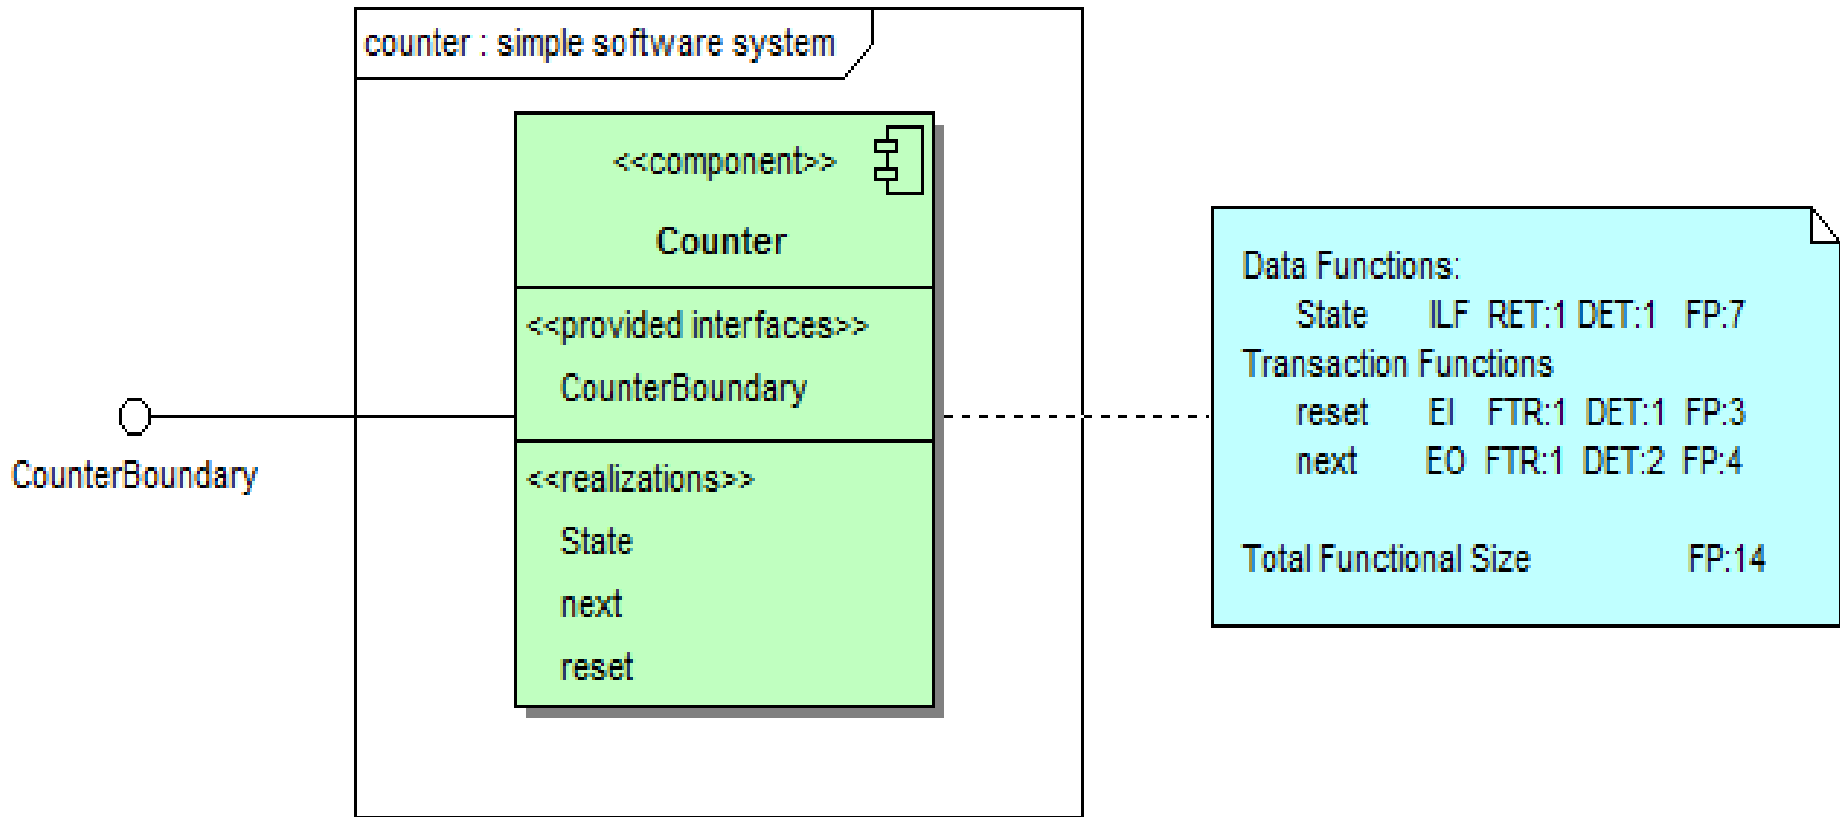 counter : simple software system
<<component>>
Counter
<<provided interfaces>>
CounterBoundary
<<realizations>>
State
next
reset
CounterBoundary
Data Functions:
State ILF RET:1 DET:1 FP:7
Transaction Functions
reset EI FTR:1 DET:1 FP:3
next EO FTR:1 DET:2 FP:4
Total Functional Size FP:14